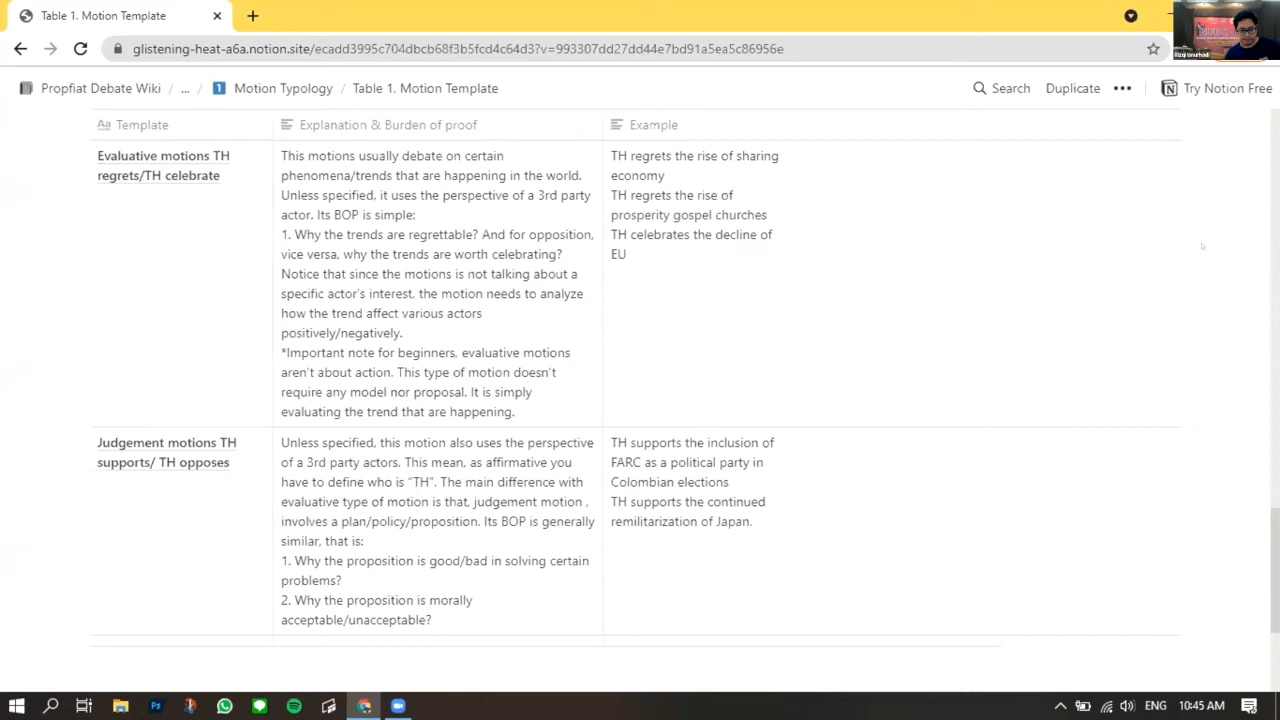 Table 1. Motion Template
glistening-heat-a6a.notion.site/ecadd3995c704dbcb68f3b5fcd4c64d3?v=993307dd27dd44e7bd91a5ea5c86956e
Rizqi Isnurhadi
Propfiat Debate Wiki / ... / 1 Motion Typology / Table 1. Motion Template
Search Duplicate ••• Try Notion Free
Aa Template
Explanation & Burden of proof
Example
Evaluative motions TH
regrets/TH celebrate
This motions usually debate on certain
phenomena/trends that are happening in the world.
Unless specified, it uses the perspective of a 3rd party
actor. Its BOP is simple:
1. Why the trends are regrettable? And for opposition,
vice versa, why the trends are worth celebrating?
Notice that since the motions is not talking about a
specific actor's interest, the motion needs to analyze
how the trend affect various actors
positively/negatively.
*Important note for beginners, evaluative motions
aren't about action. This type of motion doesn't
require any model nor proposal. It is simply
evaluating the trend that are happening.
TH regrets the rise of sharing
economy
TH regrets the rise of
prosperity gospel churches
TH celebrates the decline of
EU
Judgement motions TH
supports/ TH opposes
Unless specified, this motion also uses the perspective
of a 3rd party actors. This mean, as affirmative you
have to define who is "TH". The main difference with
evaluative type of motion is that, judgement motion ,
involves a plan/policy/proposition. Its BOP is generally
similar, that is:
1. Why the proposition is good/bad in solving certain
problems?
2. Why the proposition is morally
acceptable/unacceptable?
TH supports the inclusion of
FARC as a political party in
Colombian elections
TH supports the continued
remilitarization of Japan.
ENG 10:45 AM